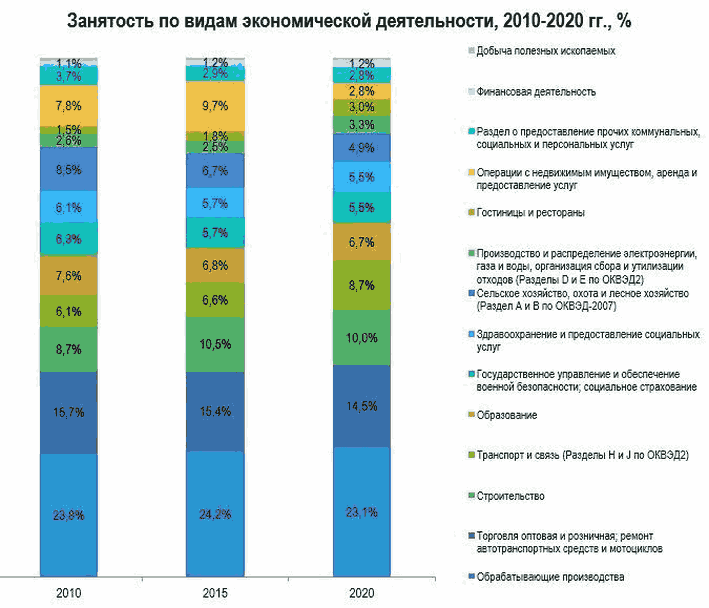 Занятость по видам экономической деятельности, 2010-2020 гг., %
1.1%
3,7%
7,8%
1.5%
2,6%
8,5%
6,1%
6,3%
7,6%
6,1%
8,7%
15,7%
23,8%
2010
1.2%
2,9%
9,7%
1,8%
2,5%
6,7%
5,7%
5,7%
6,8%
6,6%
10,5%
15,4%
24,2%
2015
1.2%
2,8%
2,8%
3,0%
3,3%
4,9%
5,5%
5,5%
6,7%
8,7%
10,0%
14,5%
23,1%
2020
Добыча полезных ископаемых
Финансовая деятельность
Раздел о предоставление прочих коммунальных,
социальных и персональных услуг
Операции с недвижимым имуществом, аренда и
предоставление услуг
Гостиницы и рестораны
Производство и распределение электроэнергии,
газа и воды, организация сбора и утилизации
отходов (Разделы D и E по ОКВЭД2)
Сельское хозяйство, охота и лесное хозяйство
(Раздел А и В по ОКВЭД-2007)
Здравоохранение и предоставление социальных
услуг
Государственное управление и обеспечение
военной безопасности; социальное страхование
Образование
Транспорт и связь (Разделы H и J по ОКВЭД2)
Строительство
Торговля оптовая и розничная; ремонт
автотранспортных средств и мотоциклов
Обрабатывающие производства